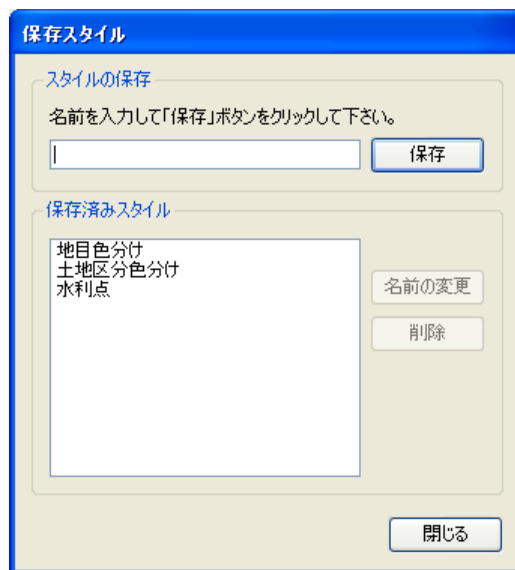 保存スタイル
スタイルの保存
名前を入力して「保存」ボタンをクリックして下さい。
保存
保存済みスタイル
地目色分け
土地区分色分け
水利点
名前の変更
削除
閉じる